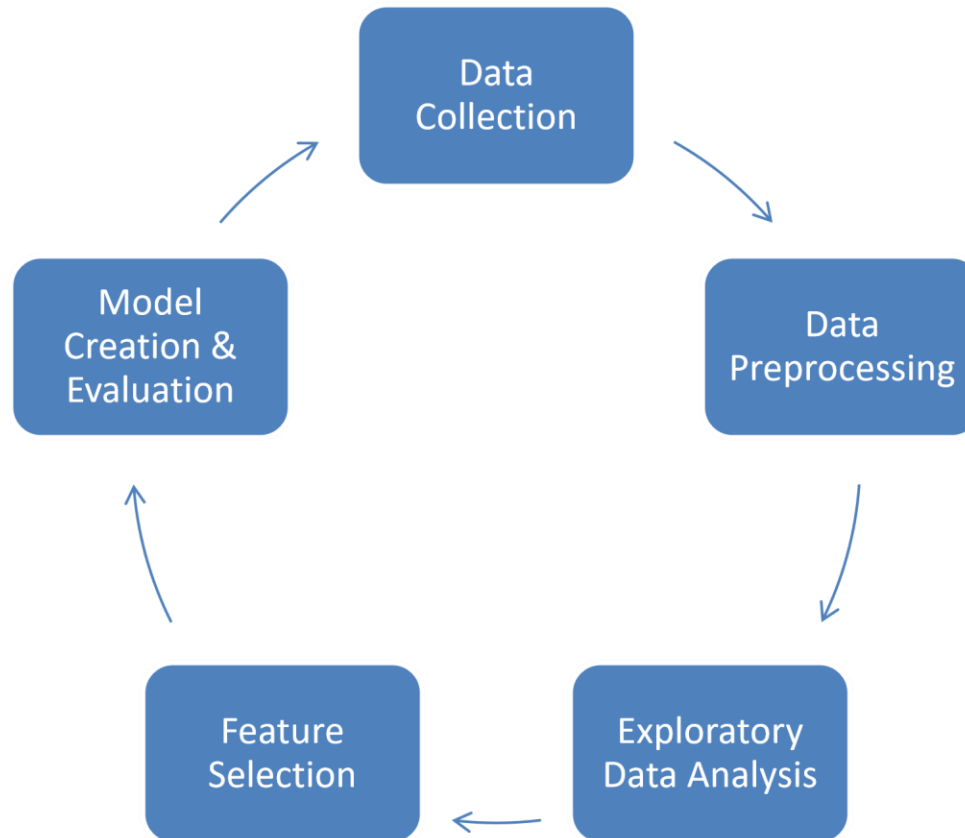 Data
Collection
Data
Preprocessing
Exploratory
Data Analysis
Feature
Selection
Model
Creation &
Evaluation